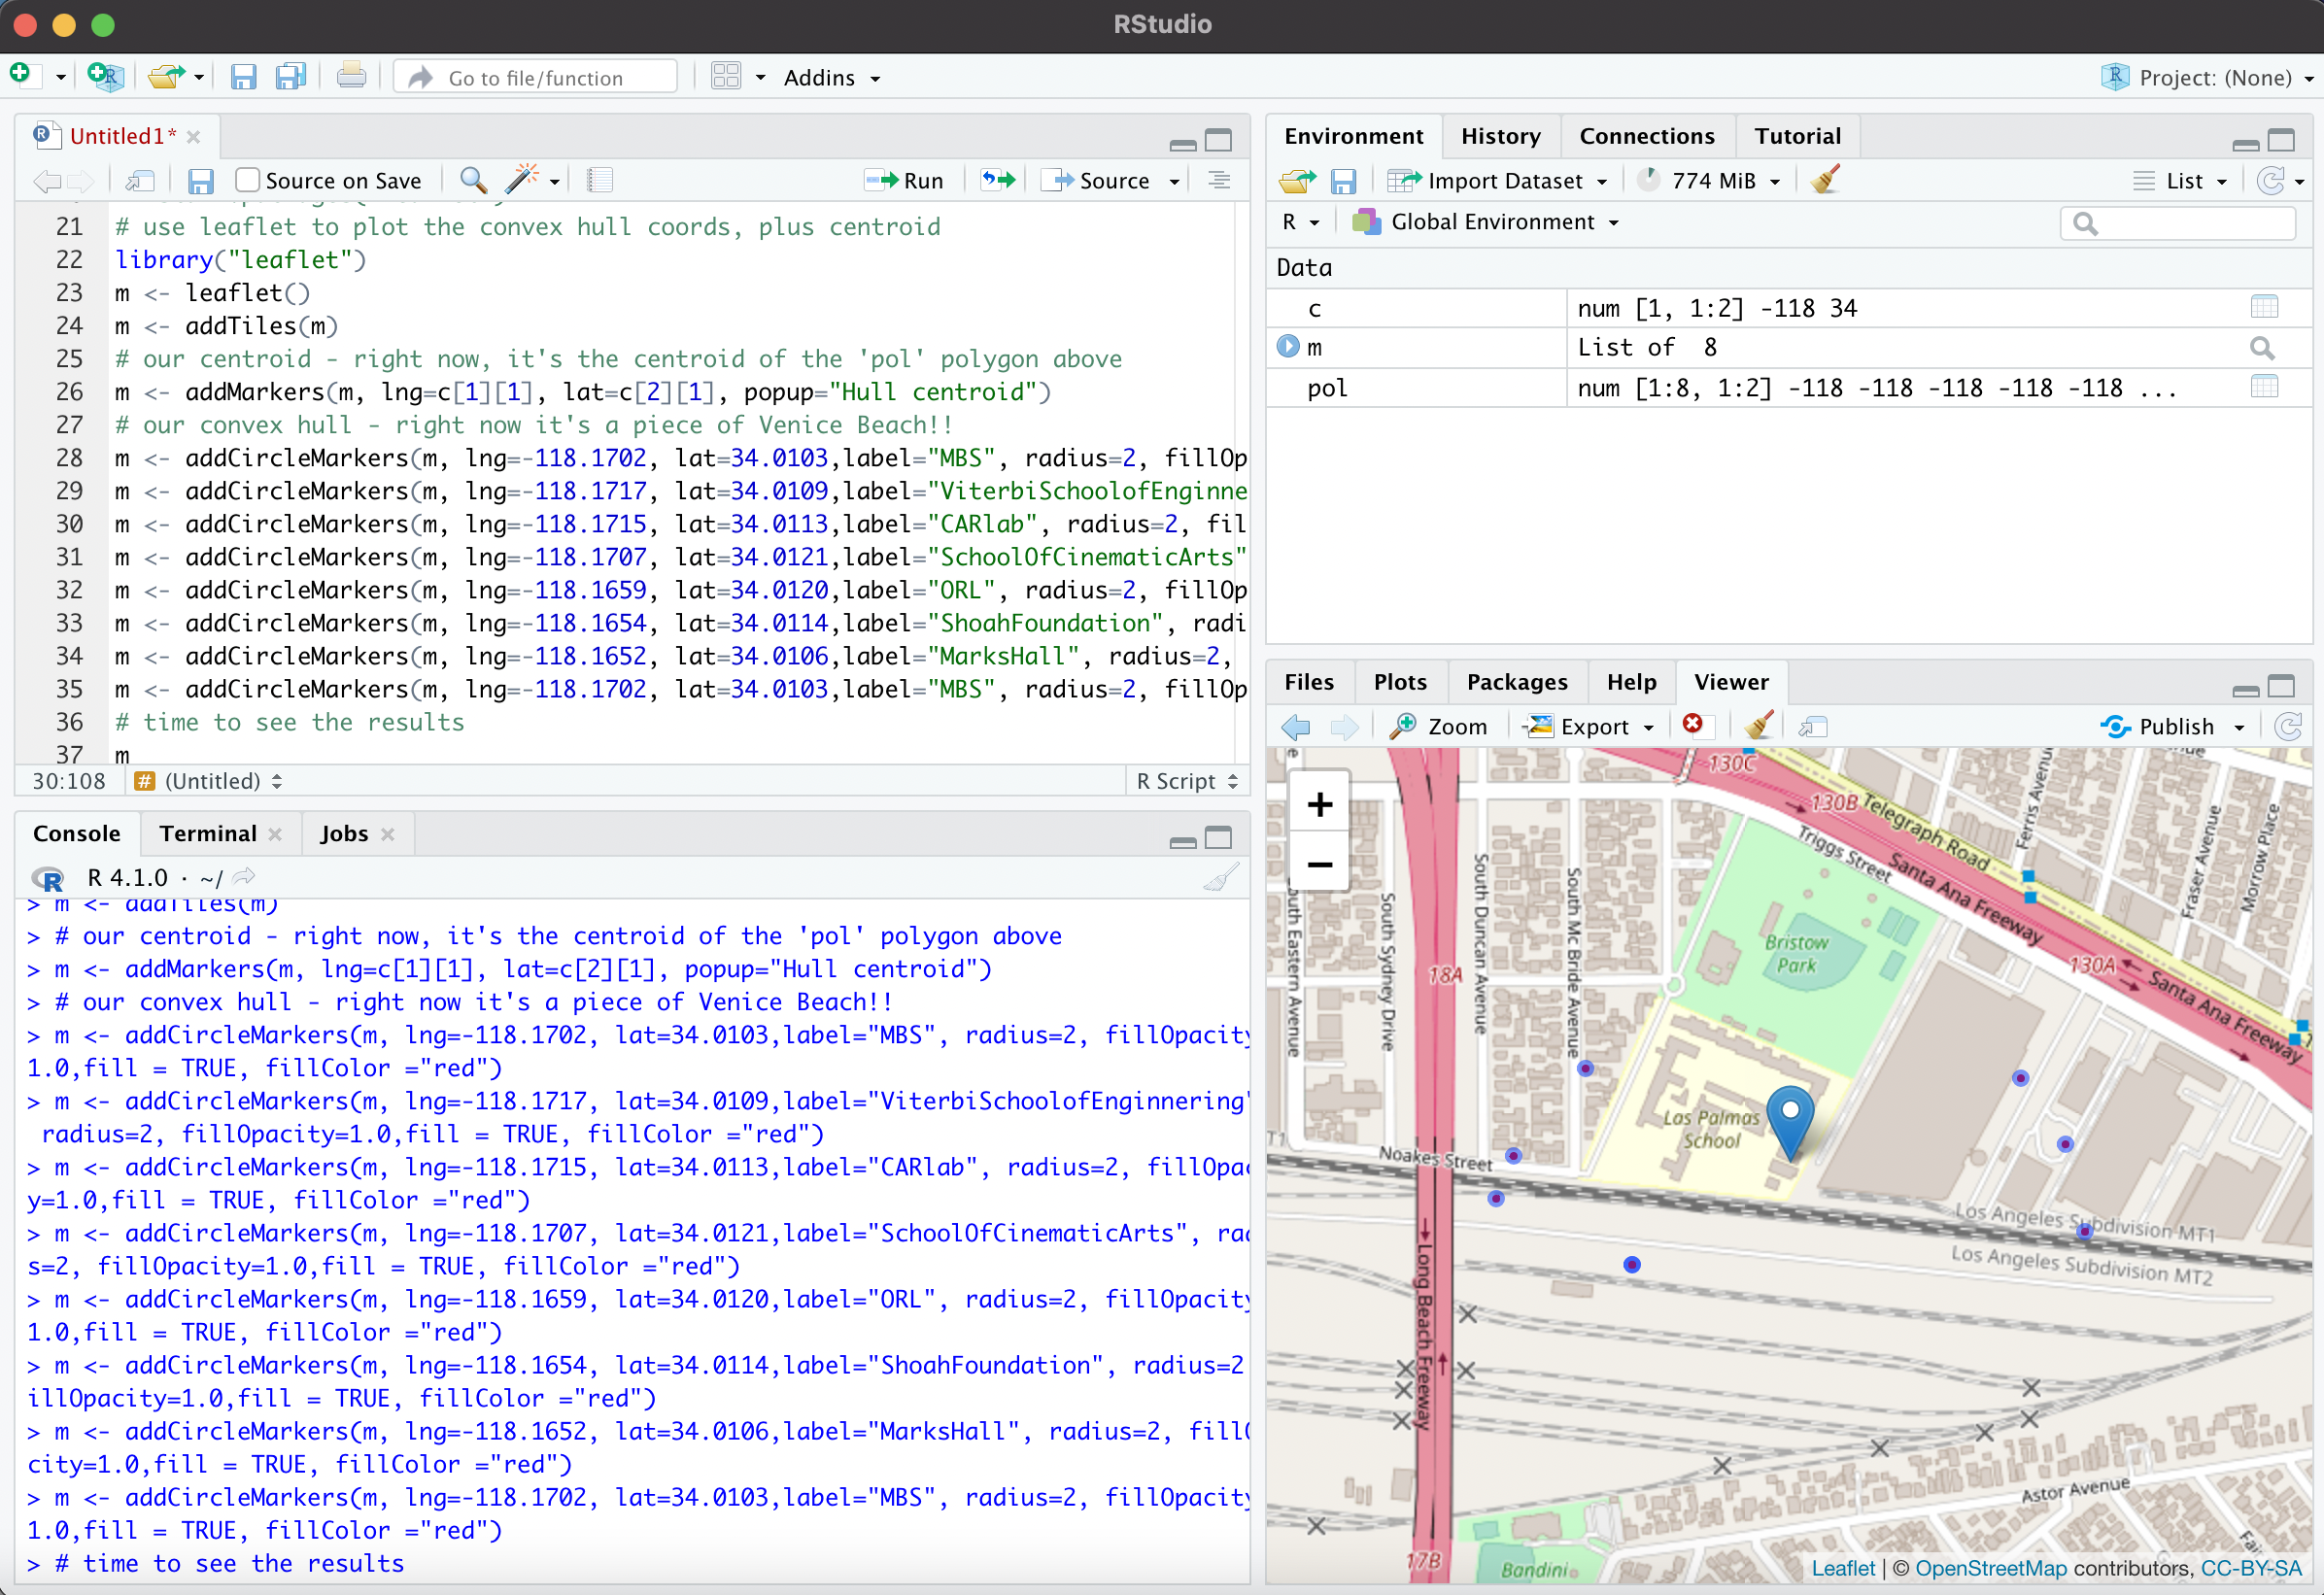 RStudio
Go to file/function
Addins
Project: (None)
Untitled1*
Source on Save
Run
Source
21 # use leaflet to plot the convex hull coords, plus centroid
22 library("leaflet")
23 m <- leaflet()
24 m <- addTiles(m)
25 # our centroid - right now, it's the centroid of the 'pol' polygon above
26 m <- addMarkers(m, lng=c[1][1], lat=c[2][1], popup="Hull centroid")
27 # our convex hull - right now it's a piece of Venice Beach!!
28 m <- addCircleMarkers(m, lng=-118.1702, lat=34.0103,label="MBS", radius=2, fillOp
29 m <- addCircleMarkers(m, lng=-118.1717, lat=34.0109,label="ViterbiSchoolofEnginne
30 m <- addCircleMarkers(m, lng=-118.1715, lat=34.0113,label="CARlab", radius=2, fil
31 m <- addCircleMarkers(m, lng=-118.1707, lat=34.0121,label="SchoolOfCinematicArts"
32 m <- addCircleMarkers(m, lng=-118.1659, lat=34.0120,label="ORL", radius=2, fillOp
33 m <- addCircleMarkers(m, lng=-118.1654, lat=34.0114,label="ShoahFoundation", radi
34 m <- addCircleMarkers(m, lng=-118.1652, lat=34.0106,label="MarksHall", radius=2,
35 m <- addCircleMarkers(m, lng=-118.1702, lat=34.0103,label="MBS", radius=2, fillOp
36 # time to see the results
37 m
30:108 # (Untitled) R Script
Console Terminal Jobs
R 4.1.0 · ~/
> m <- addTiles(m)
> # our centroid - right now, it's the centroid of the 'pol' polygon above
> m <- addMarkers(m, lng=c[1][1], lat=c[2][1], popup="Hull centroid")
> # our convex hull - right now it's a piece of Venice Beach!!
> m <- addCircleMarkers(m, lng=-118.1702, lat=34.0103,label="MBS", radius=2, fillOpacity
1.0,fill = TRUE, fillColor ="red")
> m <- addCircleMarkers(m, lng=-118.1717, lat=34.0109,label="ViterbiSchoolofEnginnering"
radius=2, fillOpacity=1.0,fill = TRUE, fillColor ="red")
> m <- addCircleMarkers(m, lng=-118.1715, lat=34.0113,label="CARlab", radius=2, fillOpac
y=1.0,fill = TRUE, fillColor ="red")
> m <- addCircleMarkers(m, lng=-118.1707, lat=34.0121,label="SchoolOfCinematicArts", rad
s=2, fillOpacity=1.0,fill = TRUE, fillColor ="red")
> m <- addCircleMarkers(m, lng=-118.1659, lat=34.0120,label="ORL", radius=2, fillOpacity
1.0,fill = TRUE, fillColor ="red")
> m <- addCircleMarkers(m, lng=-118.1654, lat=34.0114,label="ShoahFoundation", radius=2
illOpacity=1.0,fill = TRUE, fillColor ="red")
> m <- addCircleMarkers(m, lng=-118.1652, lat=34.0106,label="MarksHall", radius=2, fillO
city=1.0,fill = TRUE, fillColor ="red")
> m <- addCircleMarkers(m, lng=-118.1702, lat=34.0103,label="MBS", radius=2, fillOpacity
1.0,fill = TRUE, fillColor ="red")
> # time to see the results
Environment History Connections Tutorial
Import Dataset 774 MiB List
R Global Environment
Data
c num [1, 1:2] -118 34
m List of 8
pol num [1:8, 1:2] -118 -118 -118 -118 -118 ...
Files Plots Packages Help Viewer
Zoom Export Publish
+
−
130C
130B
Telegraph Road
Ferris Avenu
Triggs Street
Santa Ana Freeway
Fraser Avenue
Morrow Place
outh Eastern Avenue
South Sydney Drive
South Duncan Avenue
South Mc Bride Avenue
Bristow
Park
18A
130A
Santa Ana Freeway
Las Palmas
School
T1
Noakes Street
Los Angeles Subdivision MT1
Los Angeles Subdivision MT2
Long Beach Freeway
Astor Avenue
17B
Bandini
Leaflet | © OpenStreetMap contributors, CC-BY-SA